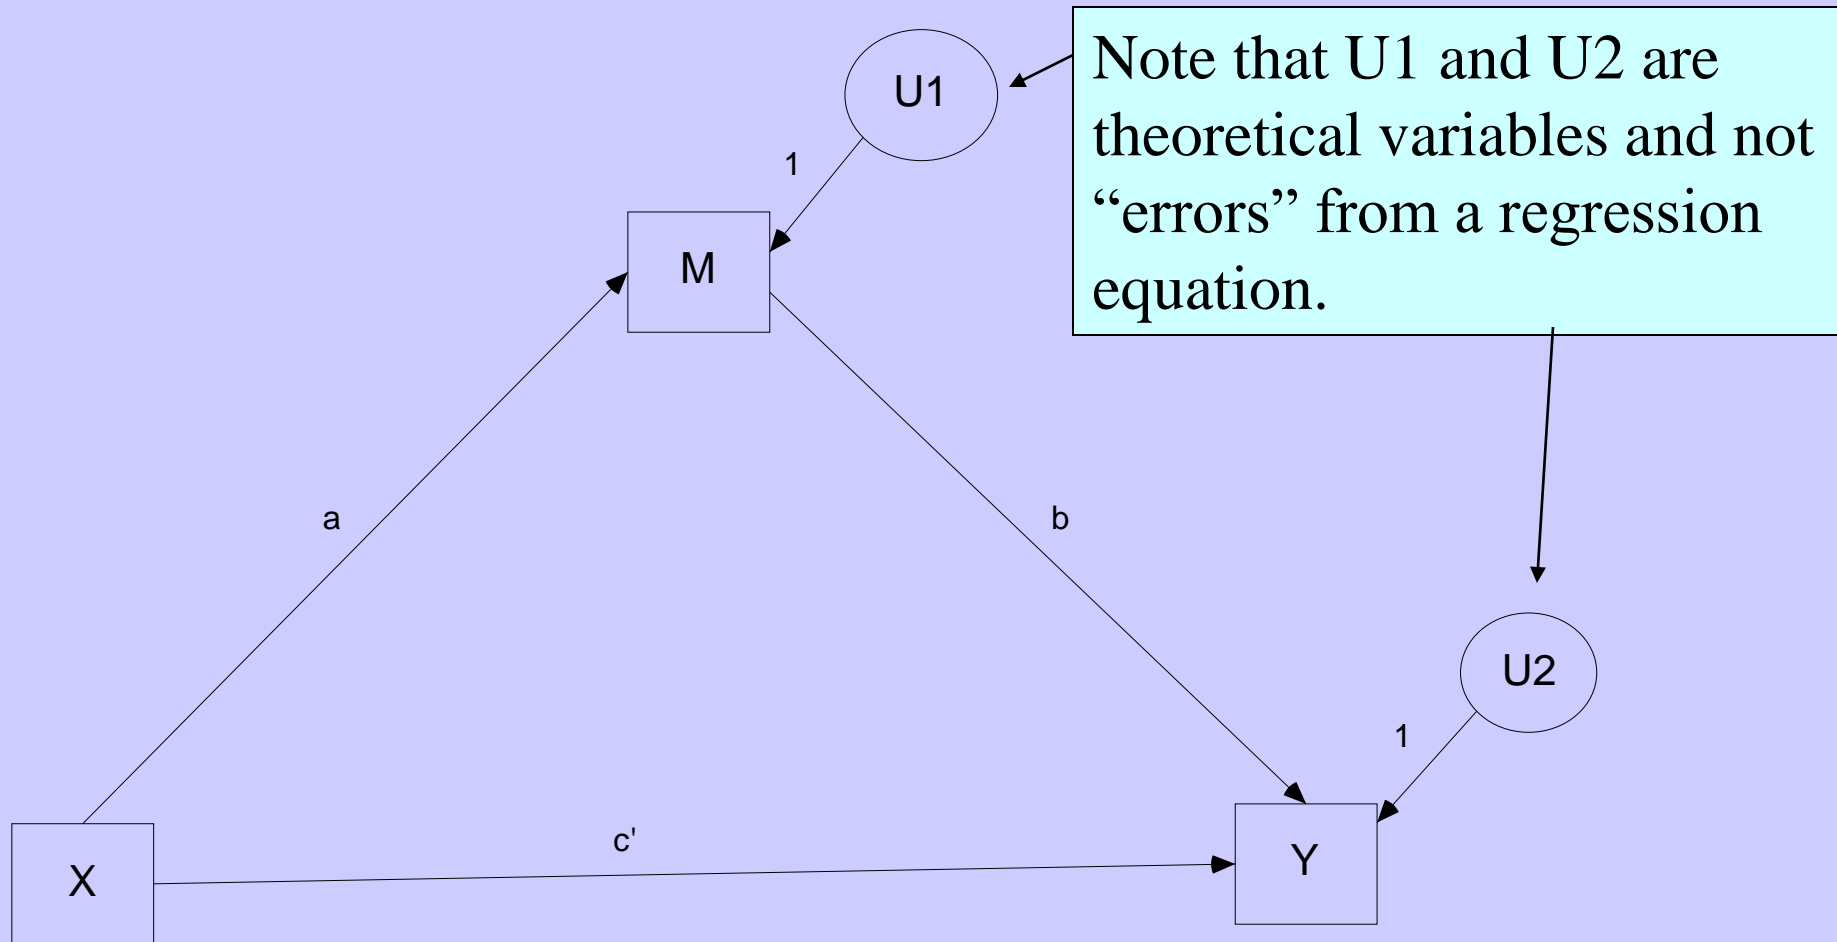 U1
Note that U1 and U2 are
theoretical variables and not
“errors” from a regression
equation.
1
M
a
b
U2
1
c'
X
Y